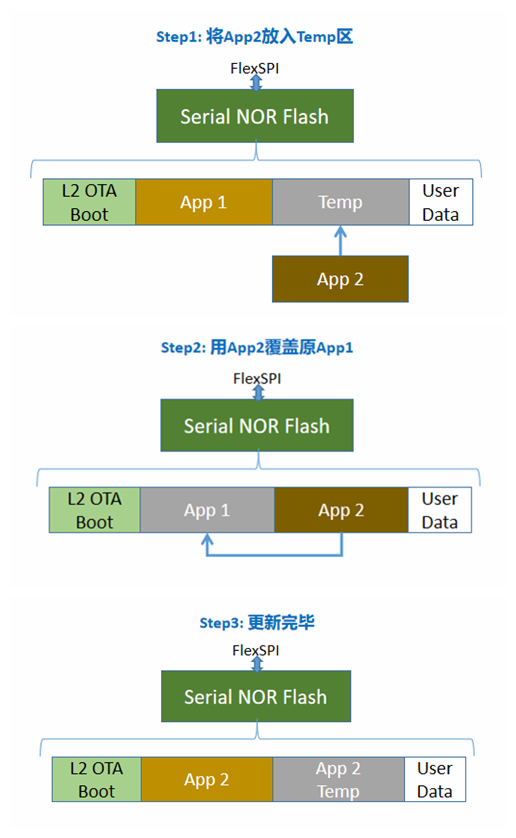 Step1: 将App2放入Temp区
FlexSPI
Serial NOR Flash
L2 OTA
Boot
App 1
Temp
User
Data
App 2
Step2: 用App2覆盖原App1
FlexSPI
Serial NOR Flash
L2 OTA
Boot
App 1
App 2
User
Data
Step3: 更新完毕
FlexSPI
Serial NOR Flash
L2 OTA
Boot
App 2
App 2
Temp
User
Data